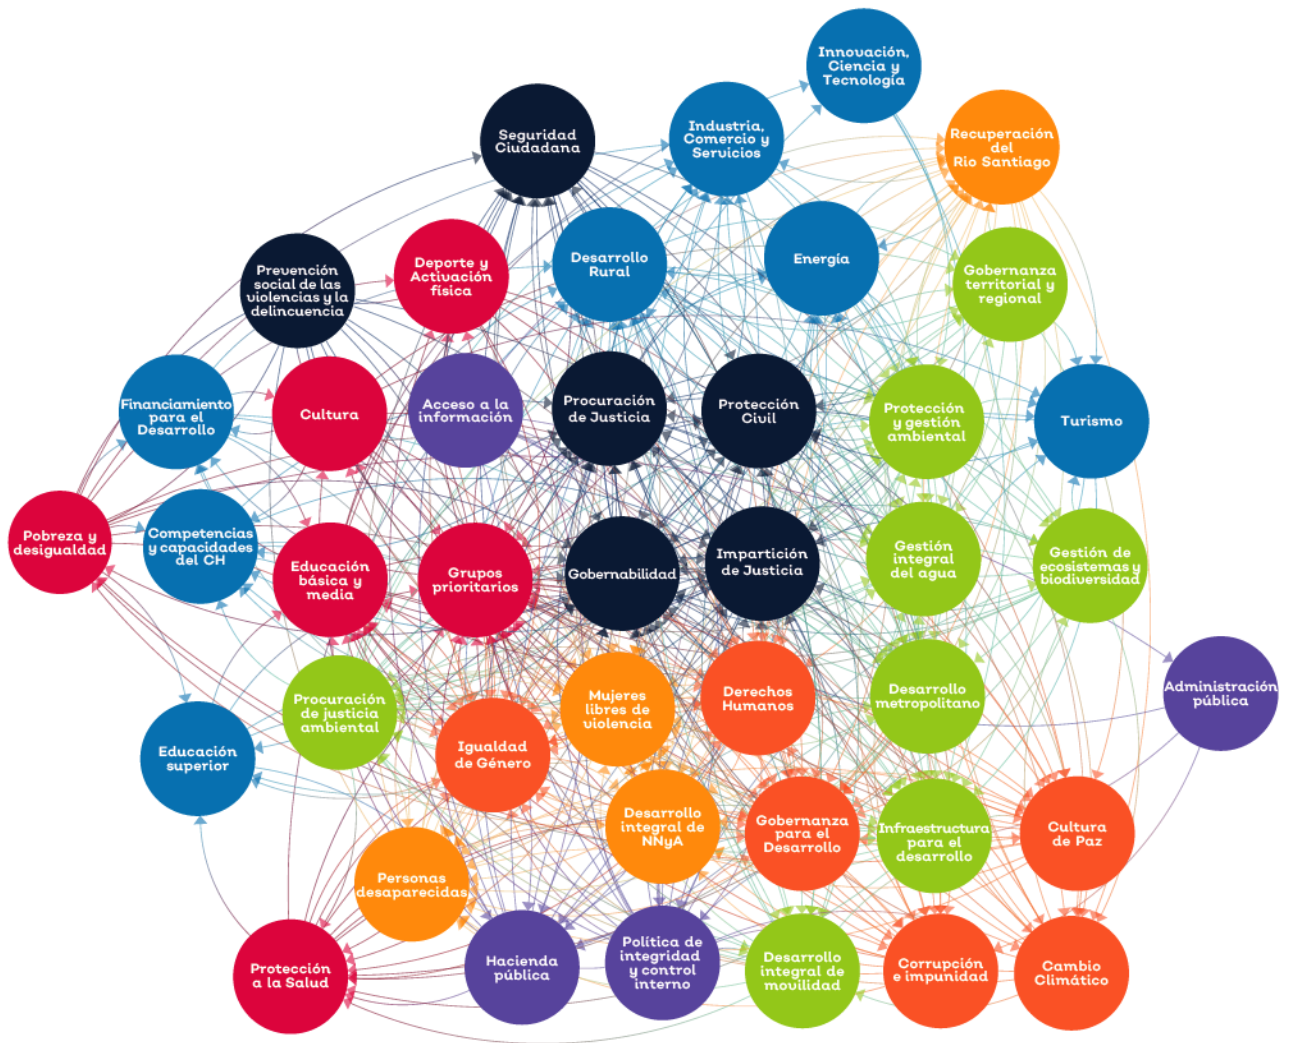 Innovación,
Ciencia y
Tecnología
Seguridad
Ciudadana
Industria,
Comercio y
Servicios
Recuperación
del
Rio Santiago
Prevención
social de las
violencias y la
delincuencia
Deporte y
Activación
física
Desarrollo
Rural
Energía
Gobernanza
territorial y
regional
Financiamiento
para el
Desarrollo
Cultura
Acceso a la
información
Procuración
de Justicia
Protección
Civil
Protección
y gestión
ambiental
Turismo
Pobreza y
desigualdad
Competencias
y capacidades
del CH
Educación
básica y
media
Grupos
prioritarios
Gobernabilidad
Impartición
de Justicia
Gestión
integral
del agua
Gestión de
ecosistemas y
biodiversidad
Procuración
de justicia
ambiental
Mujeres
libres de
violencia
Derechos
Humanos
Desarrollo
metropolitano
Administración
pública
Educación
superior
Igualdad
de Género
Desarrollo
integral de
NNyA
Gobernanza
para el
Desarrollo
Infraestructura
para el
desarrollo
Cultura
de Paz
Personas
desaparecidas
Protección
a la Salud
Hacienda
pública
Política de
integridad
y control
interno
Desarrollo
integral de
movilidad
Corrupción
e impunidad
Cambio
Climático